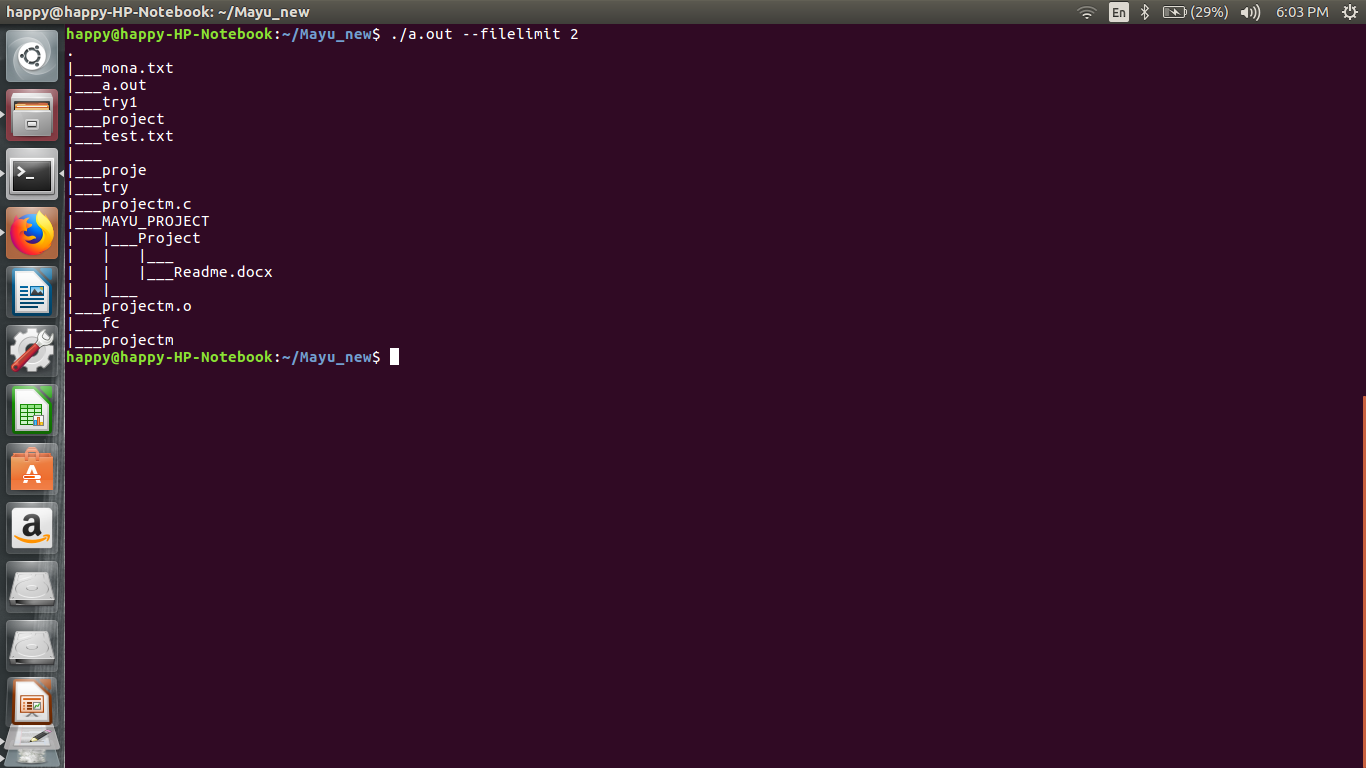 happy@happy-HP-Notebook: ~/Mayu_new
En
(29%)
6:03 PM
happy@happy-HP-Notebook:~/Mayu_new$ ./a.out --filelimit 2
.
|___mona.txt
|___a.out
|___try1
|___project
|___test.txt
|___
|___proje
|___try
|___projectm.c
|___MAYU_PROJECT
|   |___Project
|   |   |___
|   |   |___Readme.docx
|   |___
|___projectm.o
|___fc
|___projectm
happy@happy-HP-Notebook:~/Mayu_new$